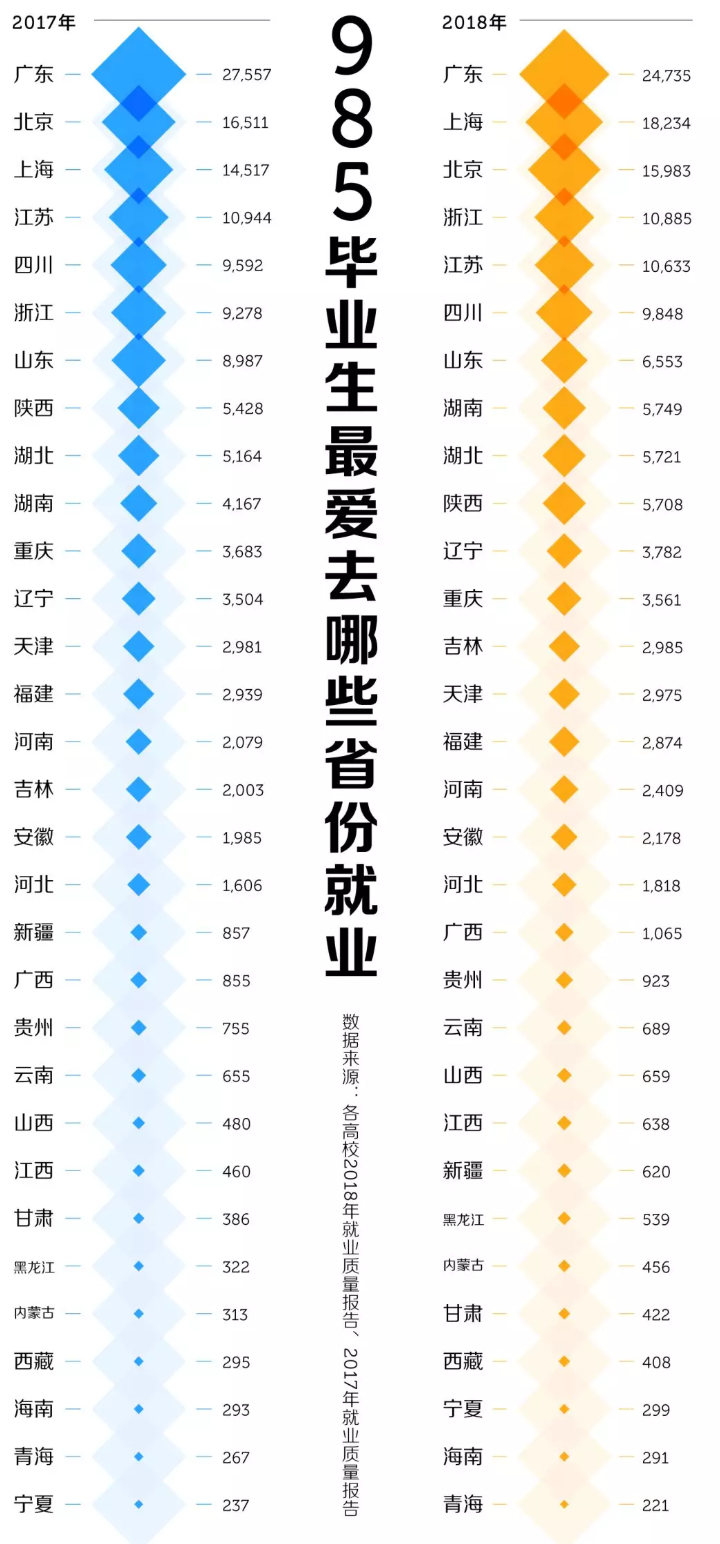 2017年
广东 27,557
北京 16,511
上海 14,517
江苏 10,944
四川 9,592
浙江 9,278
山东 8,987
陕西 5,428
湖北 5,164
湖南 4,167
重庆 3,683
辽宁 3,504
天津 2,981
福建 2,939
河南 2,079
吉林 2,003
安徽 1,985
河北 1,606
新疆 857
广西 855
贵州 755
云南 655
山西 480
江西 460
甘肃 386
黑龙江 322
内蒙古 313
西藏 295
海南 293
青海 267
宁夏 237
985毕业生最爱去哪些省份就业
数据来源：各高校2018年就业质量报告、2017年就业质量报告
2018年
广东 24,735
上海 18,234
北京 15,983
浙江 10,885
江苏 10,633
四川 9,848
山东 6,553
湖南 5,749
湖北 5,721
陕西 5,708
辽宁 3,782
重庆 3,561
吉林 2,985
天津 2,975
福建 2,874
河南 2,409
安徽 2,178
河北 1,818
广西 1,065
贵州 923
云南 689
山西 659
江西 638
新疆 620
黑龙江 539
内蒙古 456
甘肃 422
西藏 408
宁夏 299
海南 291
青海 221